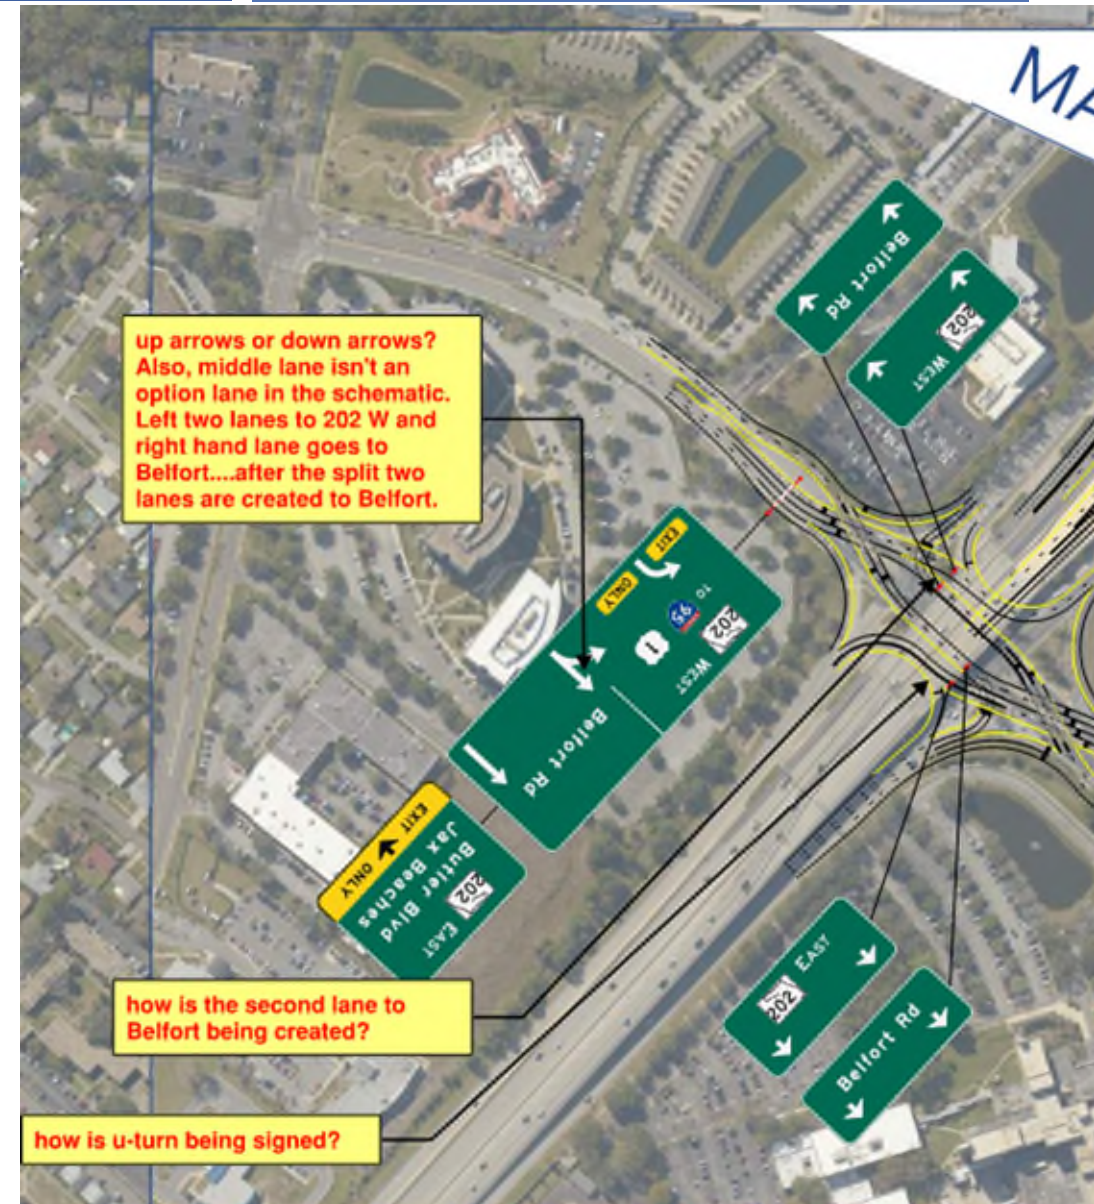 MA
Belfort Rd
202 WEST
up arrows or down arrows?
Also, middle lane isn't an
option lane in the schematic.
Left two lanes to 202 W and
right hand lane goes to
Belfort....after the split two
lanes are created to Belfort.
EXIT ONLY
TO
95
1
202 WEST
Belfort Rd
EXIT ONLY
202 EAST
Butler Blvd
Jax Beaches
202 EAST
Belfort Rd
how is the second lane to
Belfort being created?
how is u-turn being signed?